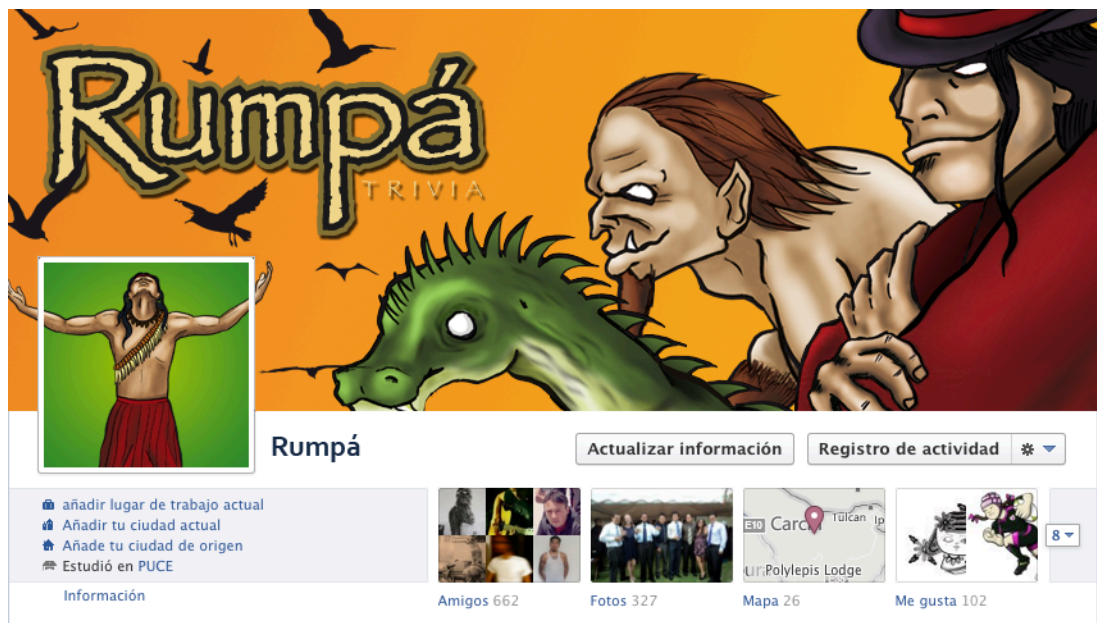 Rumpá
TRIVIA
Rumpá
Actualizar información
Registro de actividad
añadir lugar de trabajo actual
Añadir tu ciudad actual
Añade tu ciudad de origen
Estudió en PUCE
Información
E10
Tulcan
Polylepis Lodge
8
Amigos 662
Fotos 327
Mapa 26
Me gusta 102